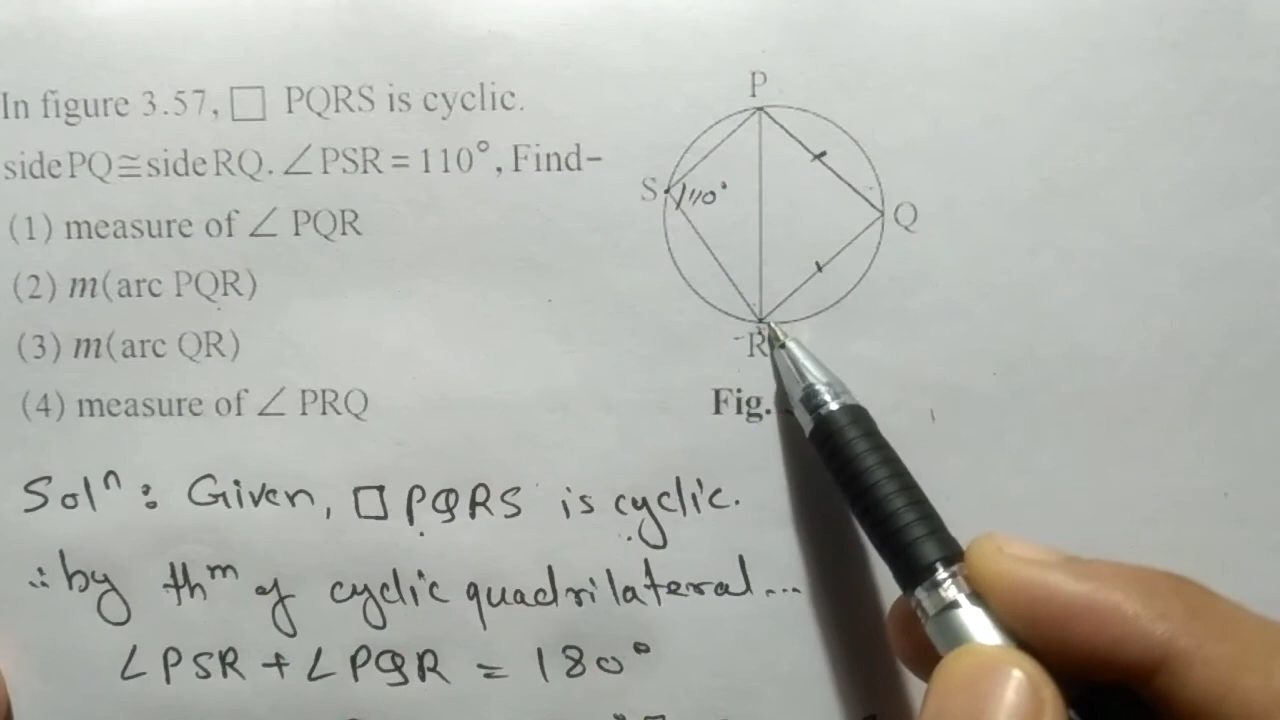 In figure 3.57, □ PQRS is cyclic.
side PQ ≅ side RQ. ∠PSR = 110°, Find-
(1) measure of ∠ PQR
(2) m(arc PQR)
(3) m(arc QR)
(4) measure of ∠ PRQ
P
S
110°
Q
R
Fig.
Solⁿ : Given, □ PQRS is cyclic.
∴ by thᵐ of cyclic quadrilateral...
∠PSR + ∠PQR = 180°